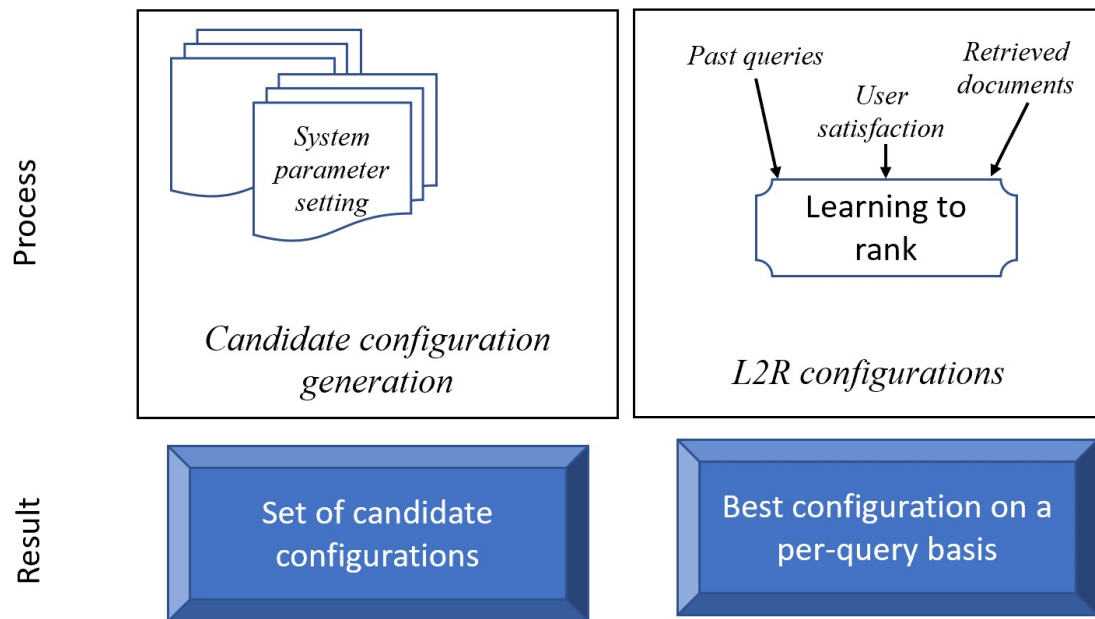 Process
System
parameter
setting
Candidate configuration
generation
Past queries
User
satisfaction
Retrieved
documents
Learning to
rank
L2R configurations
Result
Set of candidate
configurations
Best configuration on a
per-query basis